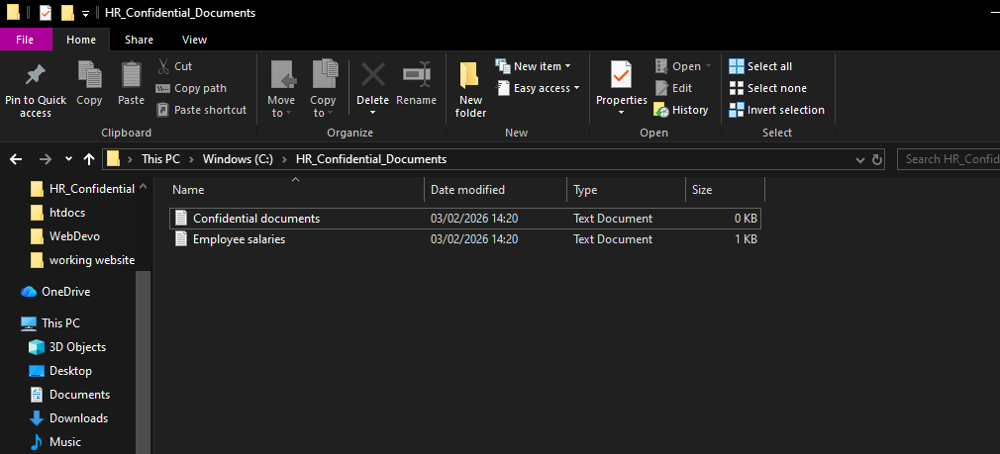 HR_Confidential_Documents
File Home Share View
Pin to Quick access
Copy
Paste
Cut
Copy path
Paste shortcut
Clipboard
Move to
Copy to
Delete
Rename
Organize
New folder
New item
Easy access
New
Properties
Open
Edit
History
Open
Select all
Select none
Invert selection
Select
This PC > Windows (C:) > HR_Confidential_Documents
Search HR_Confid
HR_Confidential
htdocs
WebDevo
working website
OneDrive
This PC
3D Objects
Desktop
Documents
Downloads
Music
Name Date modified Type Size
Confidential documents 03/02/2026 14:20 Text Document 0 KB
Employee salaries 03/02/2026 14:20 Text Document 1 KB